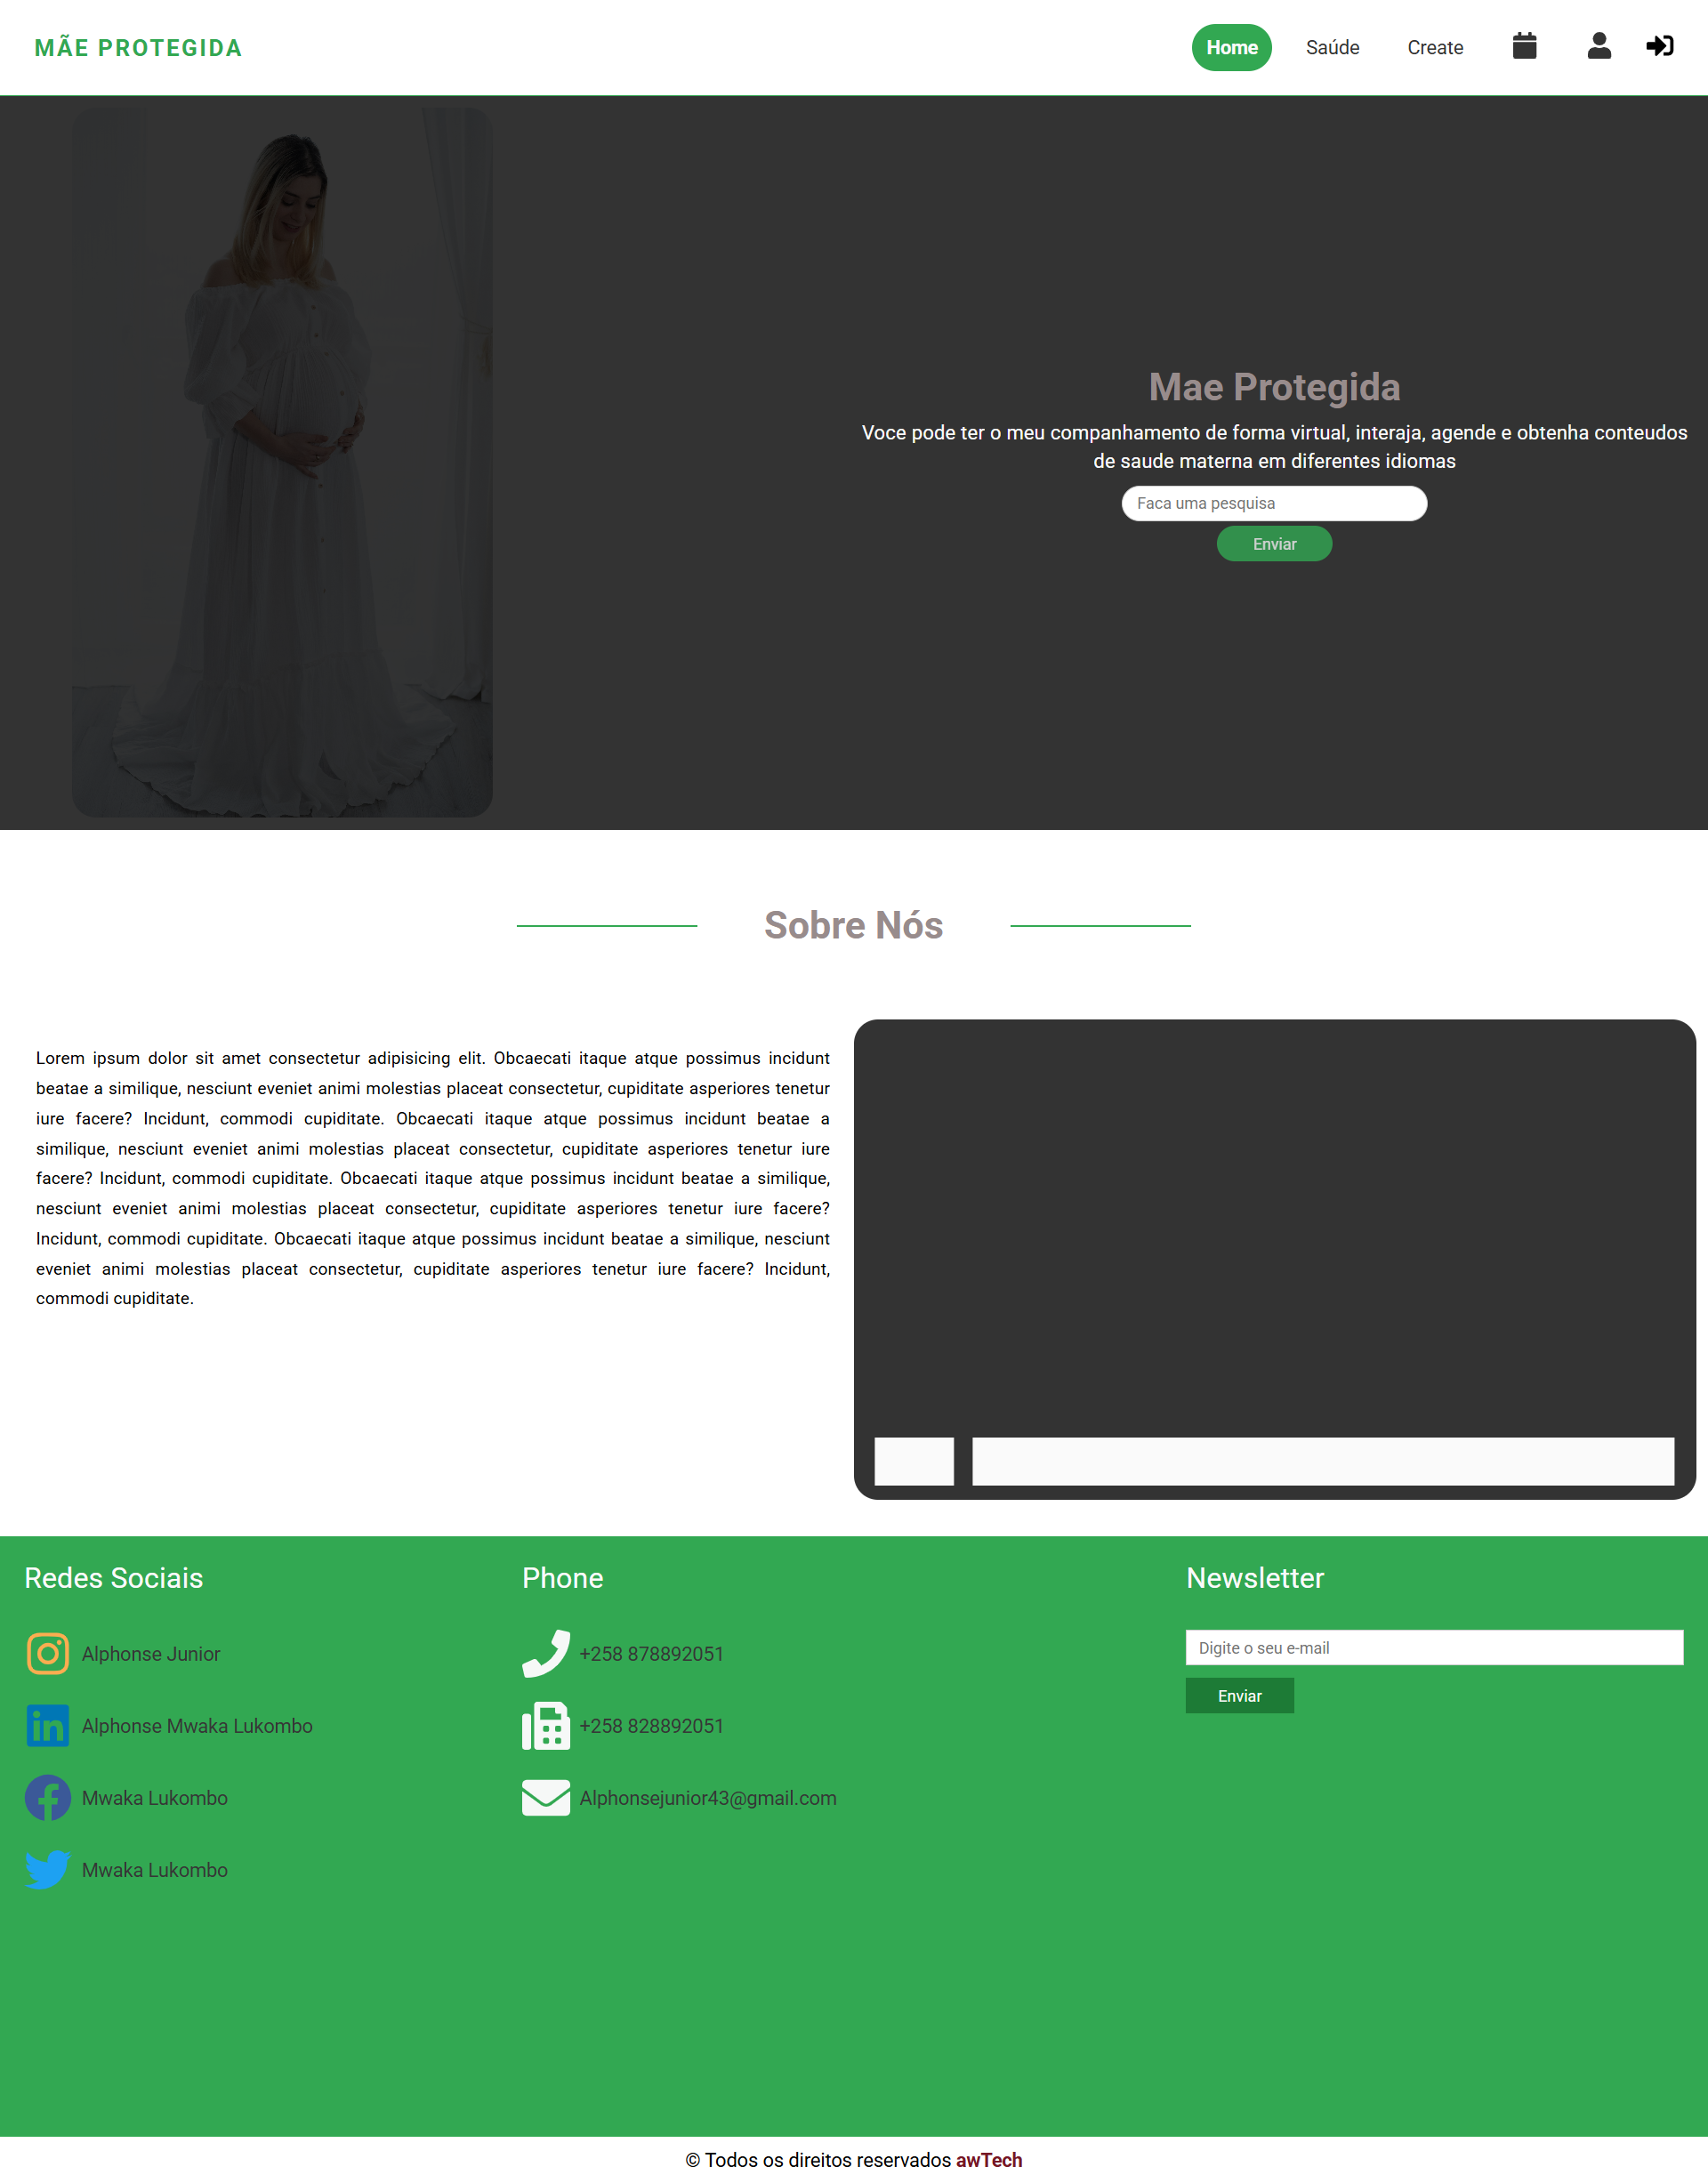 MÃE PROTEGIDA
Home
Saúde
Create
Mae Protegida
Voce pode ter o meu companhamento de forma virtual, interaja, agende e obtenha conteudos
de saude materna em diferentes idiomas
Faca uma pesquisa
Enviar
Sobre Nós
Lorem ipsum dolor sit amet consectetur adipisicing elit. Obcaecati itaque atque possimus incidunt
beatae a similique, nesciunt eveniet animi molestias placeat consectetur, cupiditate asperiores tenetur
iure facere? Incidunt, commodi cupiditate. Obcaecati itaque atque possimus incidunt beatae a
similique, nesciunt eveniet animi molestias placeat consectetur, cupiditate asperiores tenetur iure
facere? Incidunt, commodi cupiditate. Obcaecati itaque atque possimus incidunt beatae a similique,
nesciunt eveniet animi molestias placeat consectetur, cupiditate asperiores tenetur iure facere?
Incidunt, commodi cupiditate. Obcaecati itaque atque possimus incidunt beatae a similique, nesciunt
eveniet animi molestias placeat consectetur, cupiditate asperiores tenetur iure facere? Incidunt,
commodi cupiditate.
Redes Sociais
Alphonse Junior
Alphonse Mwaka Lukombo
Mwaka Lukombo
Mwaka Lukombo
Phone
+258 878892051
+258 828892051
Alphonsejunior43@gmail.com
Newsletter
Digite o seu e-mail
Enviar
© Todos os direitos reservados awTech